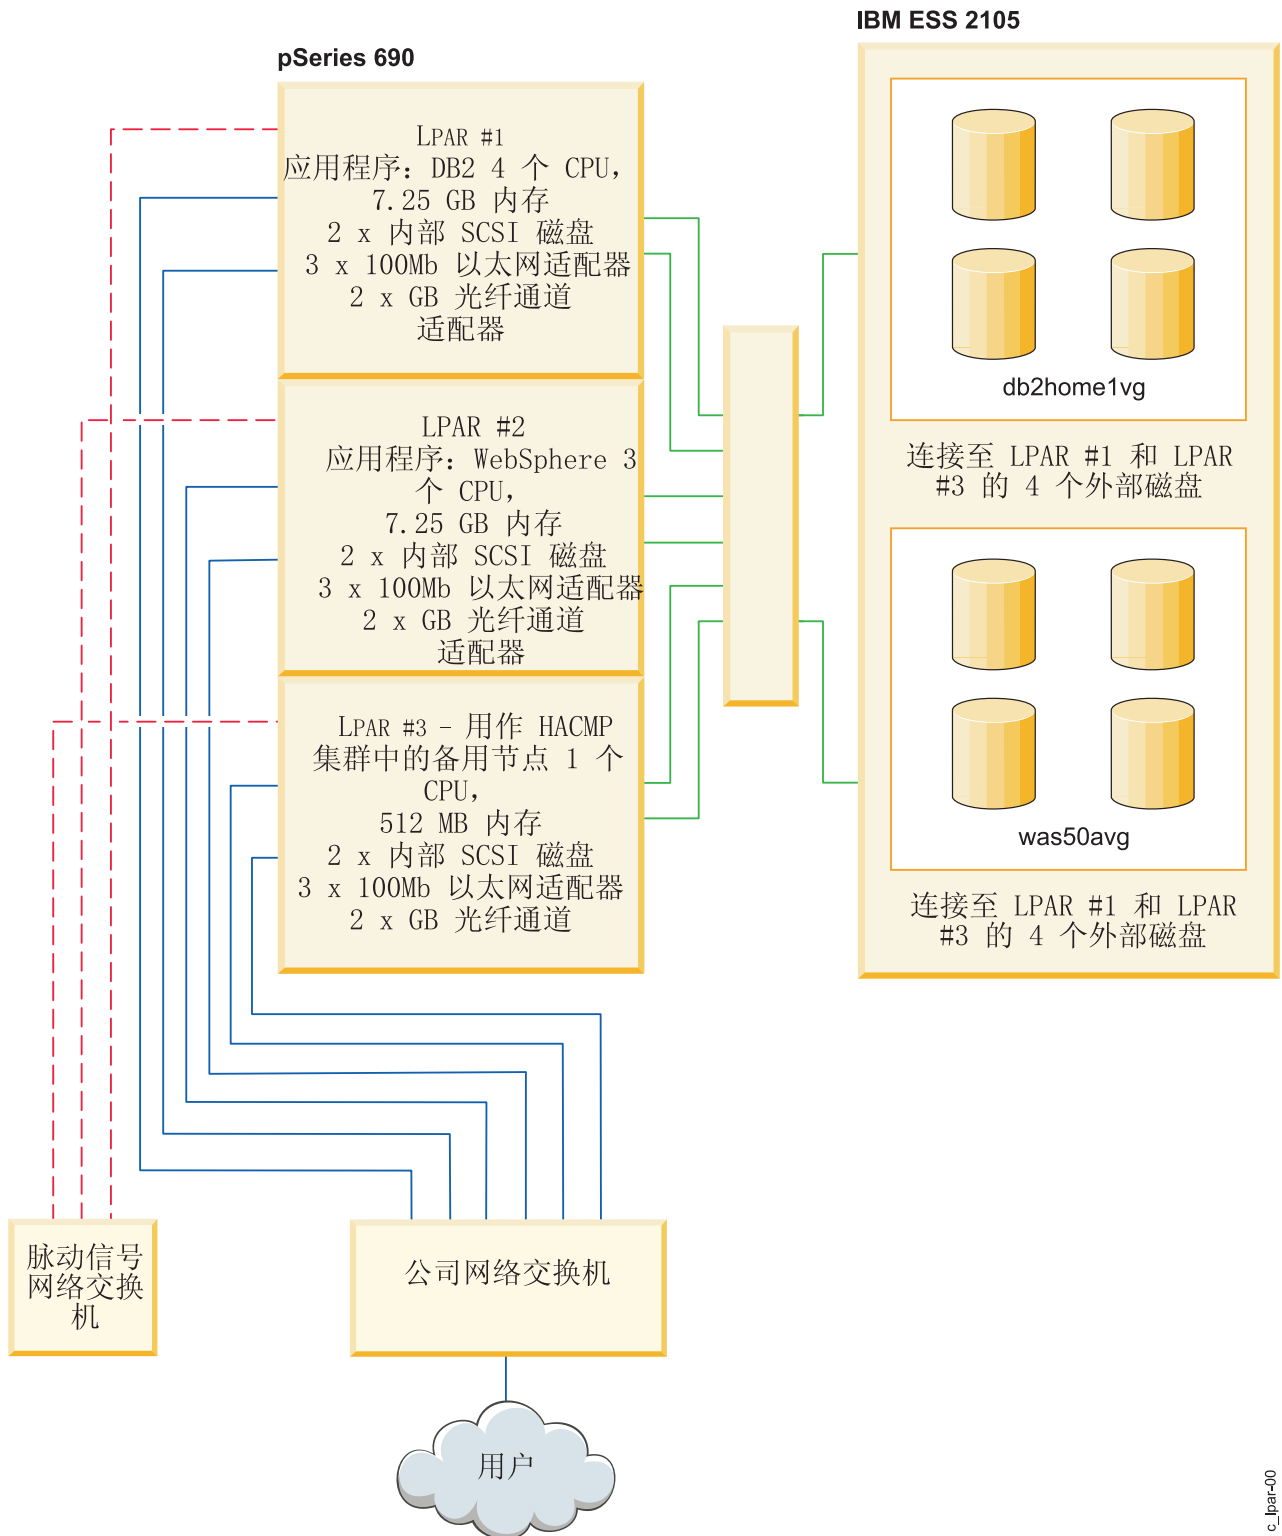 IBM ESS 2105
pSeries 690
LPAR #1
应用程序：DB2 4 个 CPU，
7.25 GB 内存
2 x 内部 SCSI 磁盘
3 x 100Mb 以太网适配器
2 x GB 光纤通道
适配器
LPAR #2
应用程序：WebSphere 3
个 CPU，
7.25 GB 内存
2 x 内部 SCSI 磁盘
3 x 100Mb 以太网适配器
2 x GB 光纤通道
适配器
LPAR #3 - 用作 HACMP
集群中的备用节点 1 个
CPU，
512 MB 内存
2 x 内部 SCSI 磁盘
3 x 100Mb 以太网适配器
2 x GB 光纤通道
db2home1vg
连接至 LPAR #1 和 LPAR
#3 的 4 个外部磁盘
was50avg
连接至 LPAR #1 和 LPAR
#3 的 4 个外部磁盘
脉动信号
网络交换
机
公司网络交换机
用户
c_lpar-00